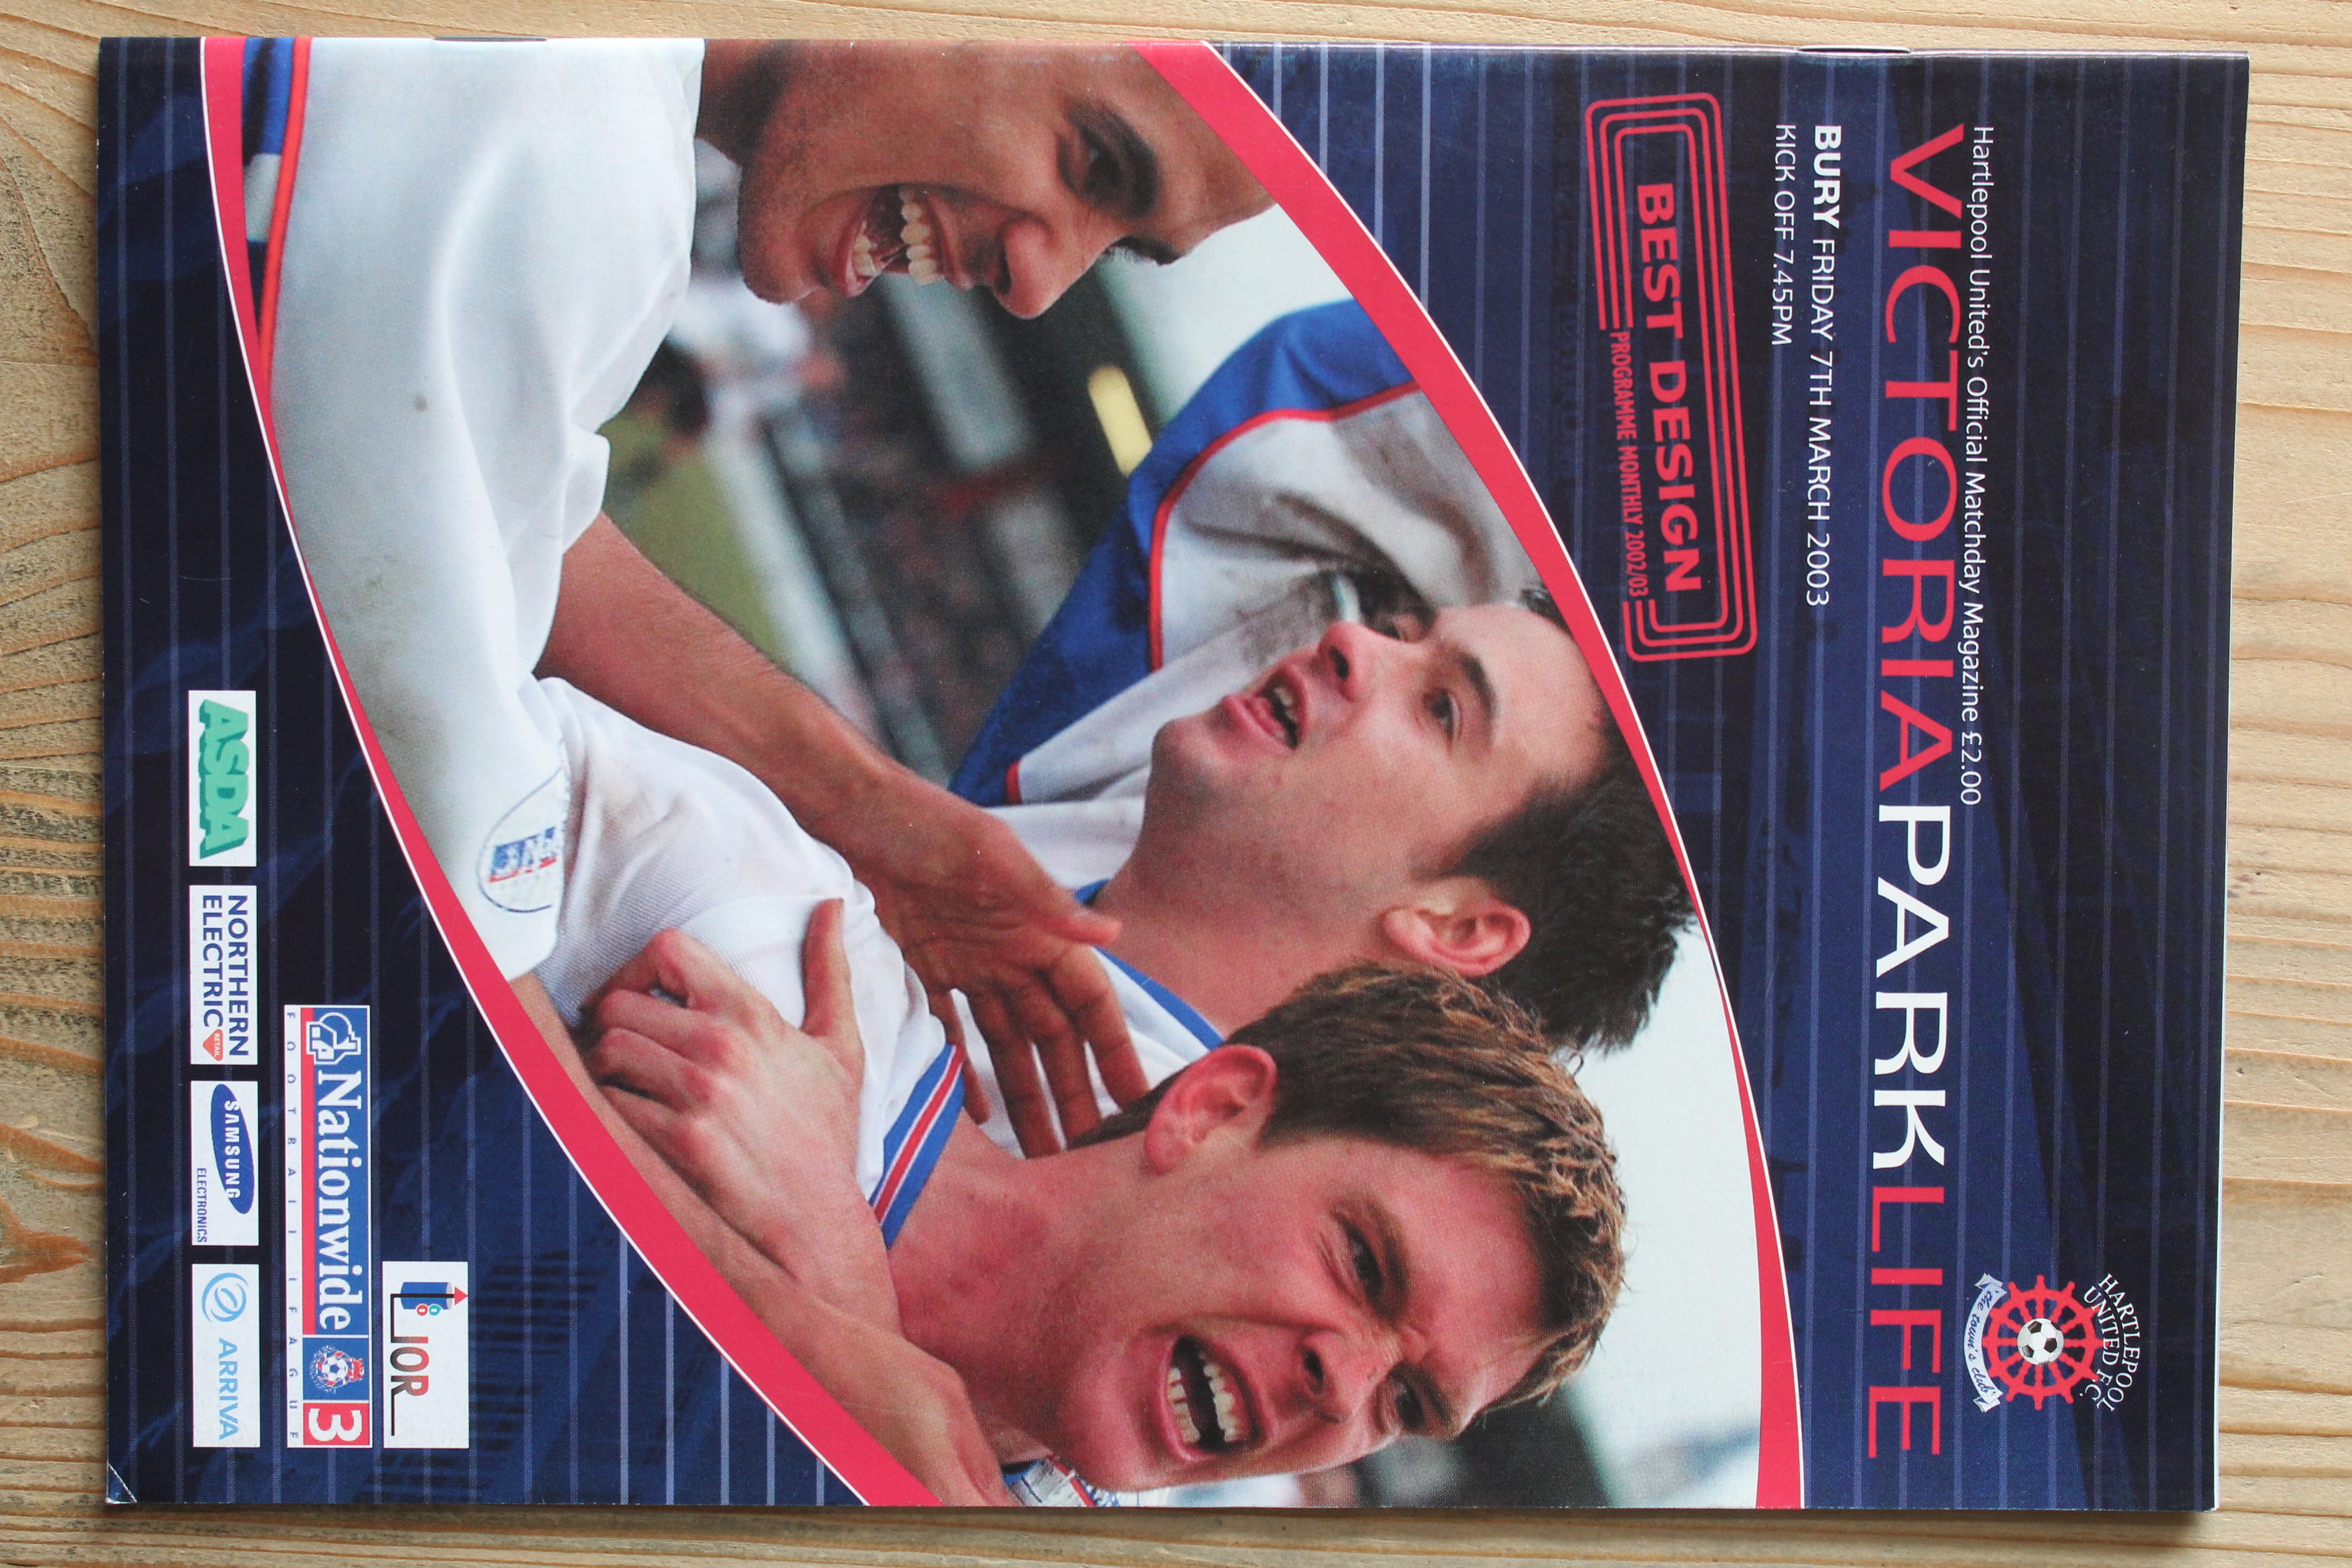 Hartlepool United's Official Matchday Magazine £2.00
HARTLEPOOL
UNITED F.C.
'the town's club'
VICTORIAPARKLIFE
BURY FRIDAY 7TH MARCH 2003
KICK OFF 7.45PM
BEST DESIGN
PROGRAMME MONTHLY 2002/03
JOR
Nationwide
3
FOOTBALL LEAGUE
ASDA
NORTHERN
ELECTRIC
RETAIL
SAMSUNG
ELECTRONICS
ARRIVA